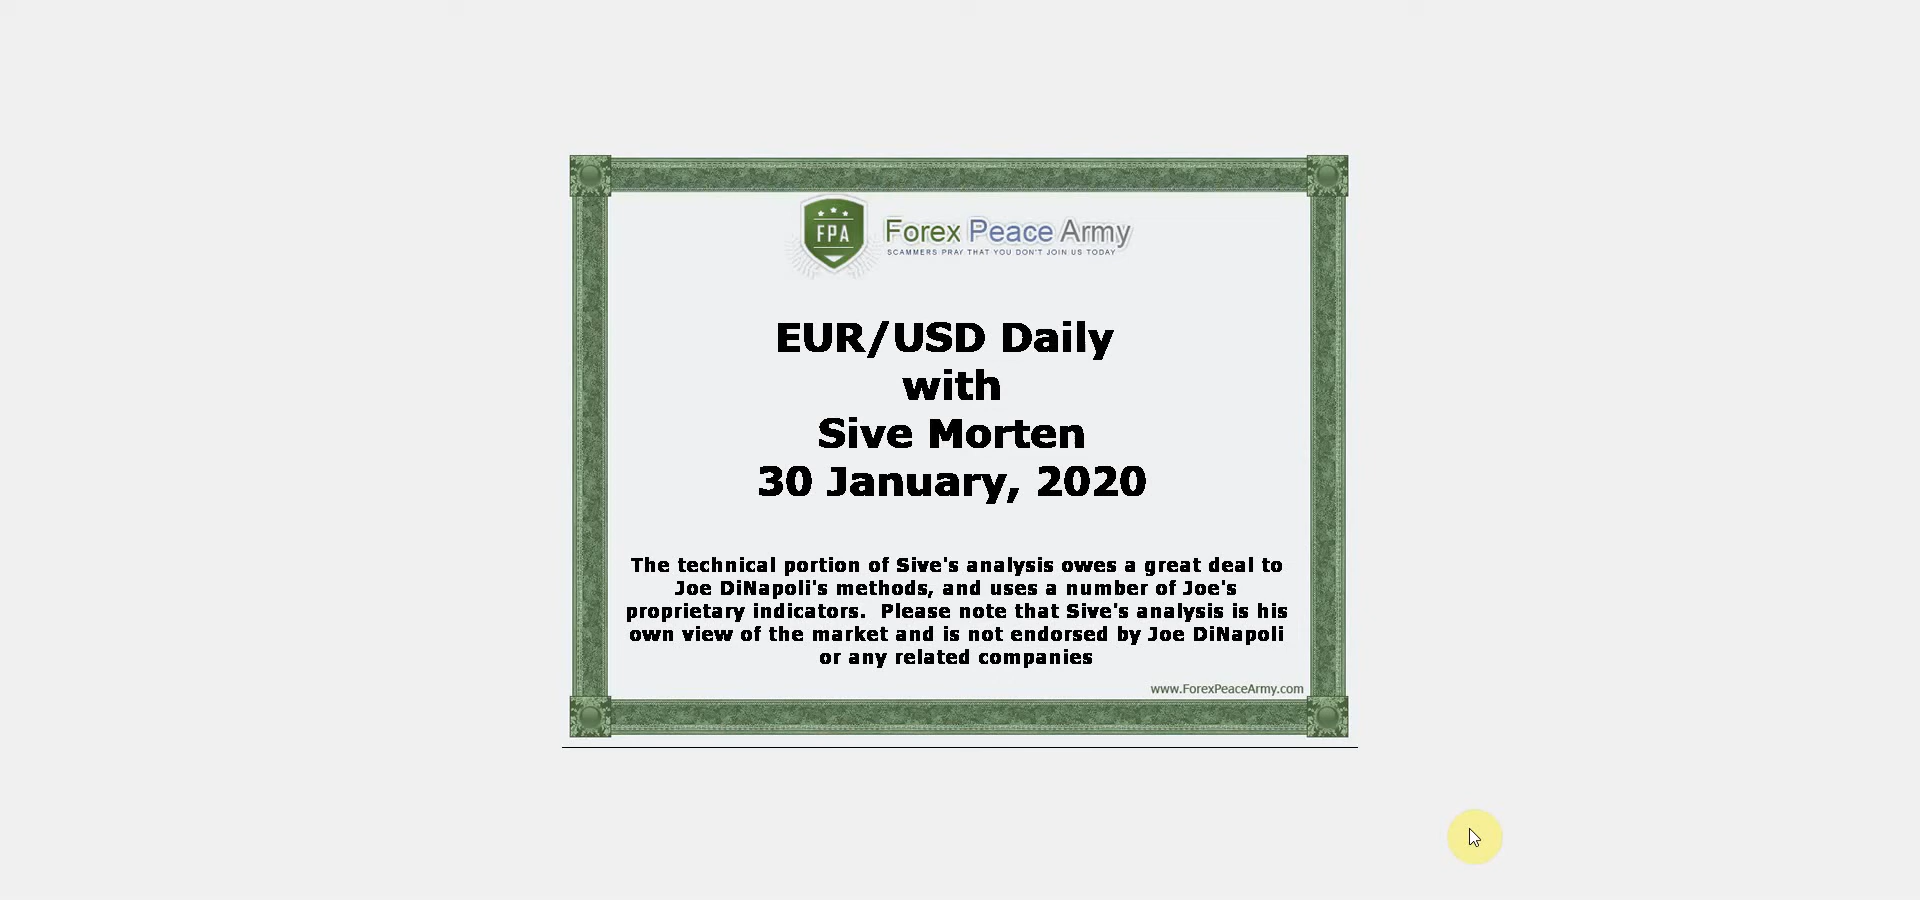 FPA
Forex Peace Army
SCAMMERS PRAY THAT YOU DON'T JOIN US TODAY
EUR/USD Daily
with
Sive Morten
30 January, 2020
The technical portion of Sive's analysis owes a great deal to
Joe DiNapoli's methods, and uses a number of Joe's
proprietary indicators.  Please note that Sive's analysis is his
own view of the market and is not endorsed by Joe DiNapoli
or any related companies
www.ForexPeaceArmy.com